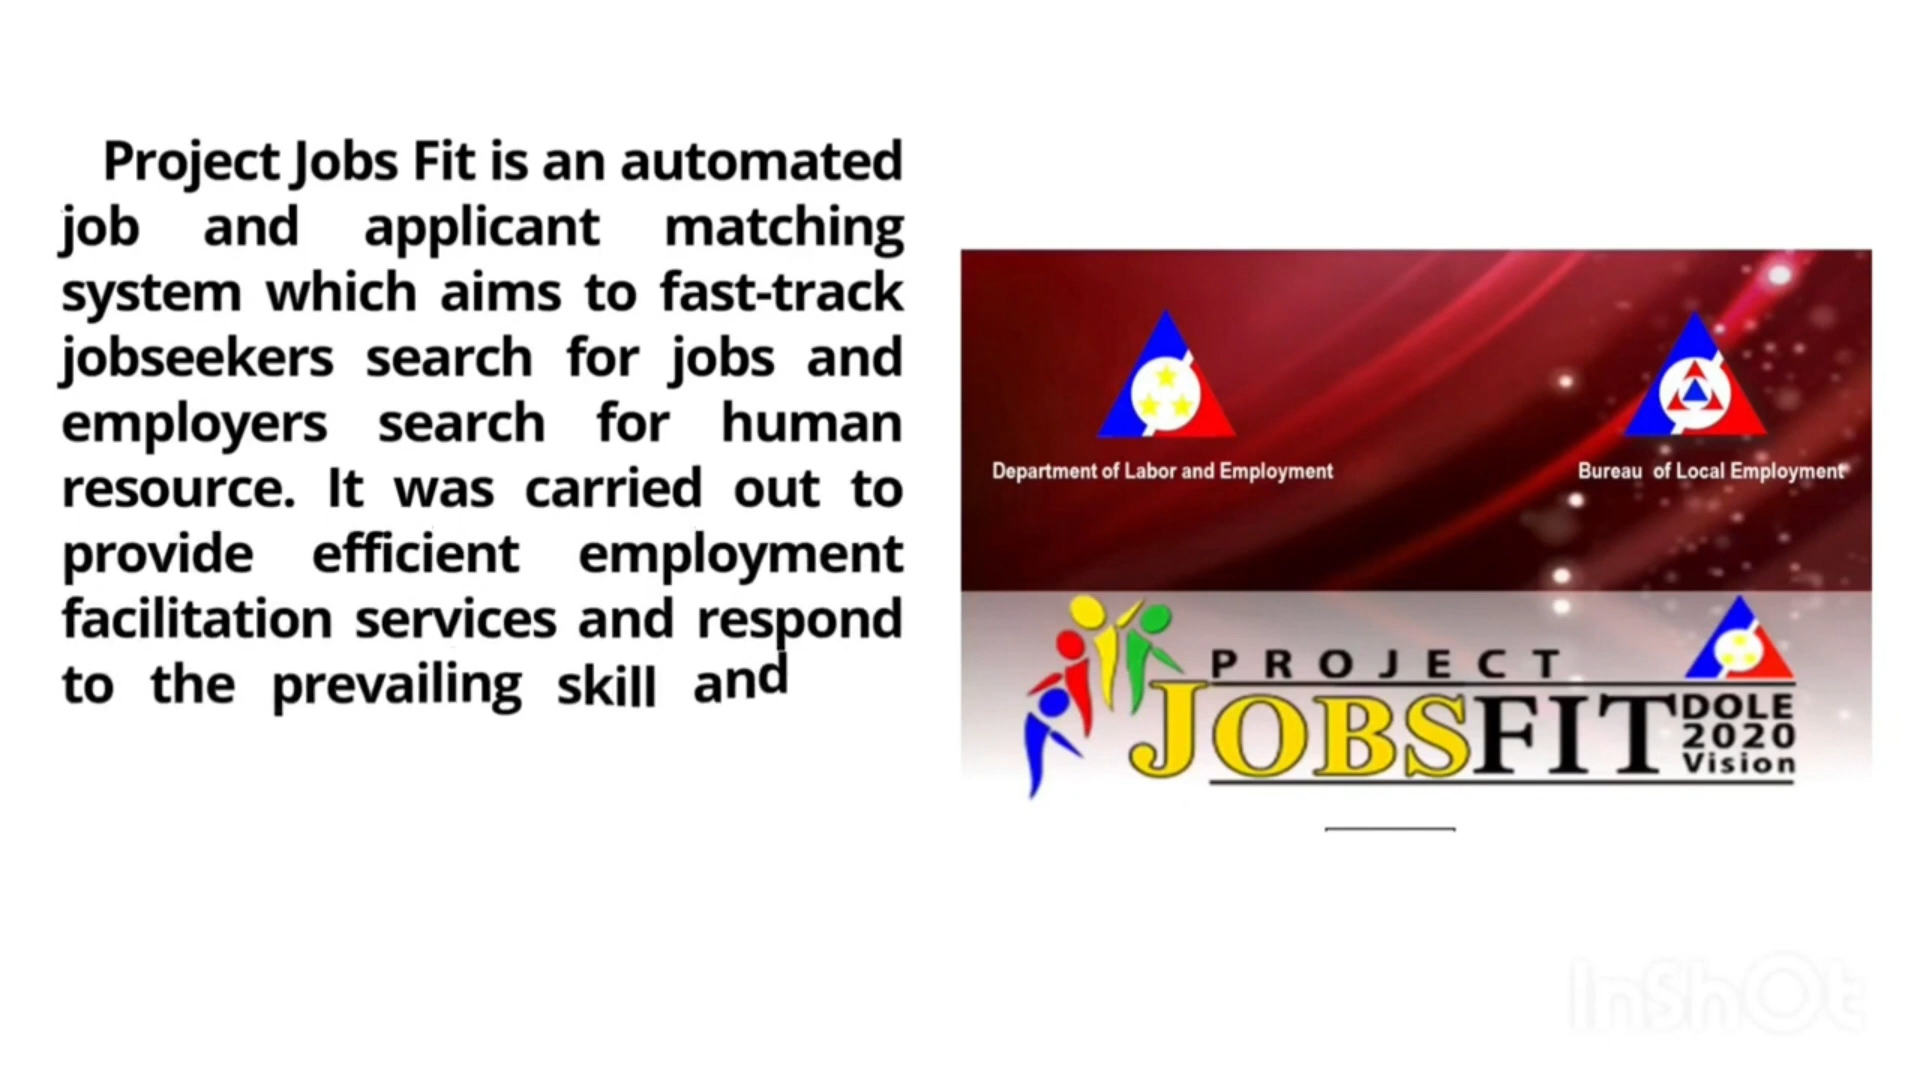 Project Jobs Fit is an automated
job and applicant matching
system which aims to fast-track
jobseekers search for jobs and
employers search for human
resource. It was carried out to
provide efficient employment
facilitation services and respond
to the prevailing skill and
Department of Labor and Employment
Bureau of Local Employment
PROJECT
JOBSFIT
DOLE
2020
Vision
InShOt